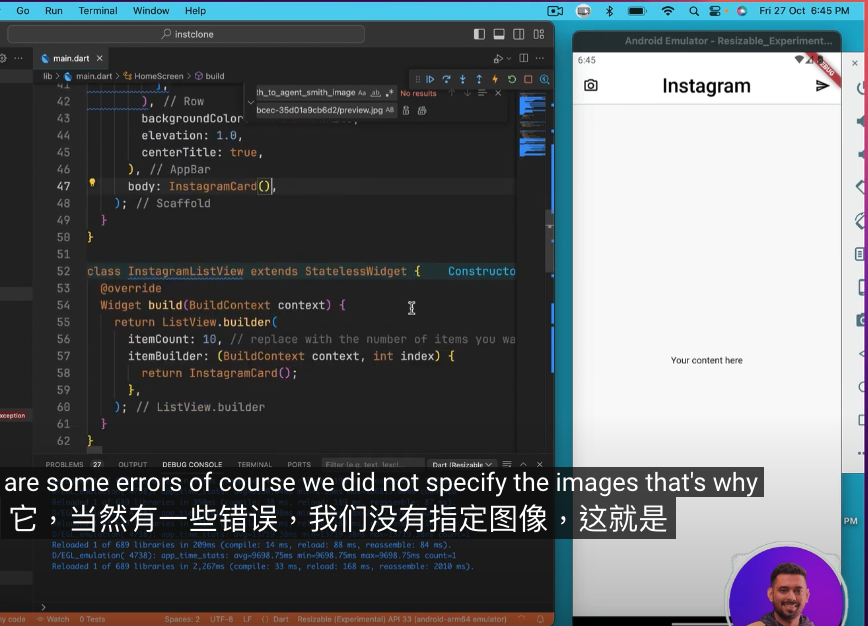 Go Run Terminal Window Help
Fri 27 Oct 6:45 PM
instclone
Android Emulator - Resizable_Experiment...
main.dart
lib > main.dart > HomeScreen > build
41 ),
th_to_agent_smith_image No results
42 ), // Row
bcec-35d01a9cb6d2/preview.jpg AB
43 backgroundColor
44 elevation: 1.0,
45 centerTitle: true,
46 ), // AppBar
47 body: InstagramCard(),
48 ); // Scaffold
49 }
50 }
51
52 class InstagramListView extends StatelessWidget { Constructo
53 @override
54 Widget build(BuildContext context) {
55 return ListView.builder(
56 itemCount: 10, // replace with the number of items you wa
57 itemBuilder: (BuildContext context, int index) {
58 return InstagramCard();
59 },
60 ); // ListView.builder
61 }
62 }
xception
PROBLEMS 27 OUTPUT DEBUG CONSOLE TERMINAL PORTS Filter (e.g. text, !excl... Dart (Resizable
6:45
DEBUG
Instagram
Your content here
are some errors of course we did not specify the images that's why
它，当然有一些错误，我们没有指定图像，这就是
PM
Reloaded 1 of 689 libraries in 209ms (compile: 14 ms, reload: 88 ms, reassemble: 84 ms).
D/EGL_emulation( 4738): app_time_stats: avg=9698.75ms min=9698.75ms max=9698.75ms count=1
Reloaded 1 of 689 libraries in 2,267ms (compile: 33 ms, reload: 168 ms, reassemble: 2010 ms).
>
ny code Watch 0 Tests Spaces: 2 UTF-8 LF {} Dart Resizable (Experimental) API 33 (android-arm64 emulator)